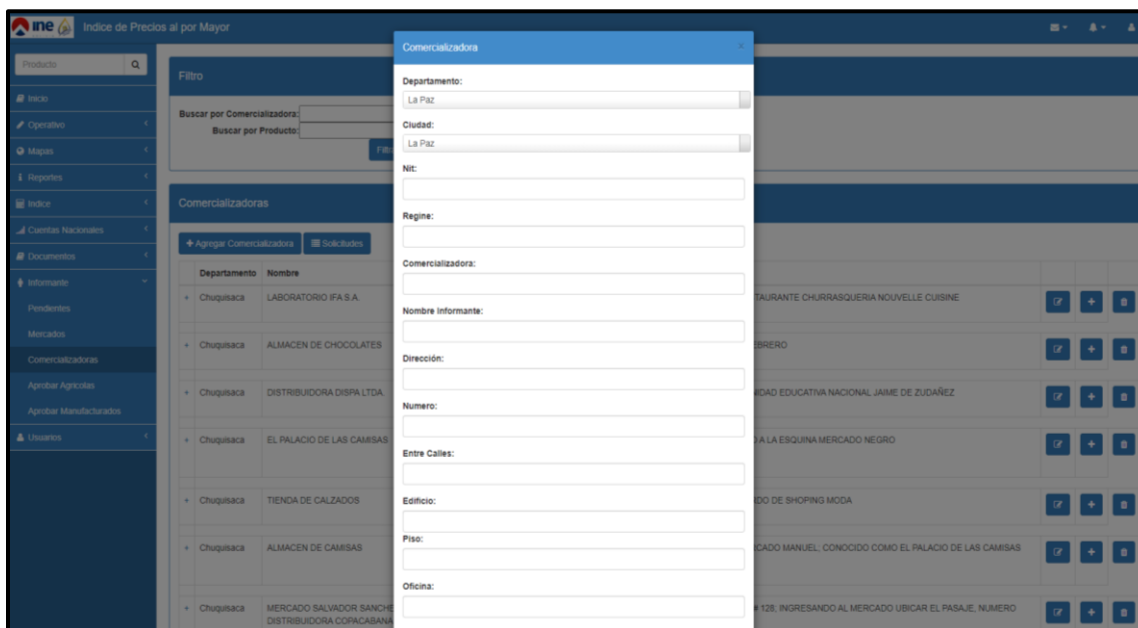 ine Indice de Precios al por Mayor
Producto
Inicio
Operativo
Mapas
Reportes
Indice
Cuentas Nacionales
Documentos
Informante
Pendientes
Mercados
Comercializadoras
Aprobar Agricolas
Aprobar Manufacturados
Usuarios
Filtro
Buscar por Comercializadora:
Buscar por Producto:
Comercializadoras
+ Agregar Comercializadora Solicitudes
Departamento Nombre
+ Chuquisaca LABORATORIO IFA S.A. TAURANTE CHURRASQUERIA NOUVELLE CUISINE
+ Chuquisaca ALMACEN DE CHOCOLATES EBRERO
+ Chuquisaca DISTRIBUIDORA DISPA LTDA. IDAD EDUCATIVA NACIONAL JAIME DE ZUDAÑEZ
+ Chuquisaca EL PALACIO DE LAS CAMISAS A LA ESQUINA MERCADO NEGRO
+ Chuquisaca TIENDA DE CALZADOS DO DE SHOPING MODA
+ Chuquisaca ALMACEN DE CAMISAS CADO MANUEL; CONOCIDO COMO EL PALACIO DE LAS CAMISAS
+ Chuquisaca MERCADO SALVADOR SANCHE # 128, INGRESANDO AL MERCADO UBICAR EL PASAJE, NUMERO
DISTRIBUIDORA COPACABANA
Comercializadora ×
Departamento:
La Paz
Ciudad:
La Paz
Nit:
Regine:
Comercializadora:
Nombre Informante:
Dirección:
Numero:
Entre Calles:
Edificio:
Piso:
Oficina: